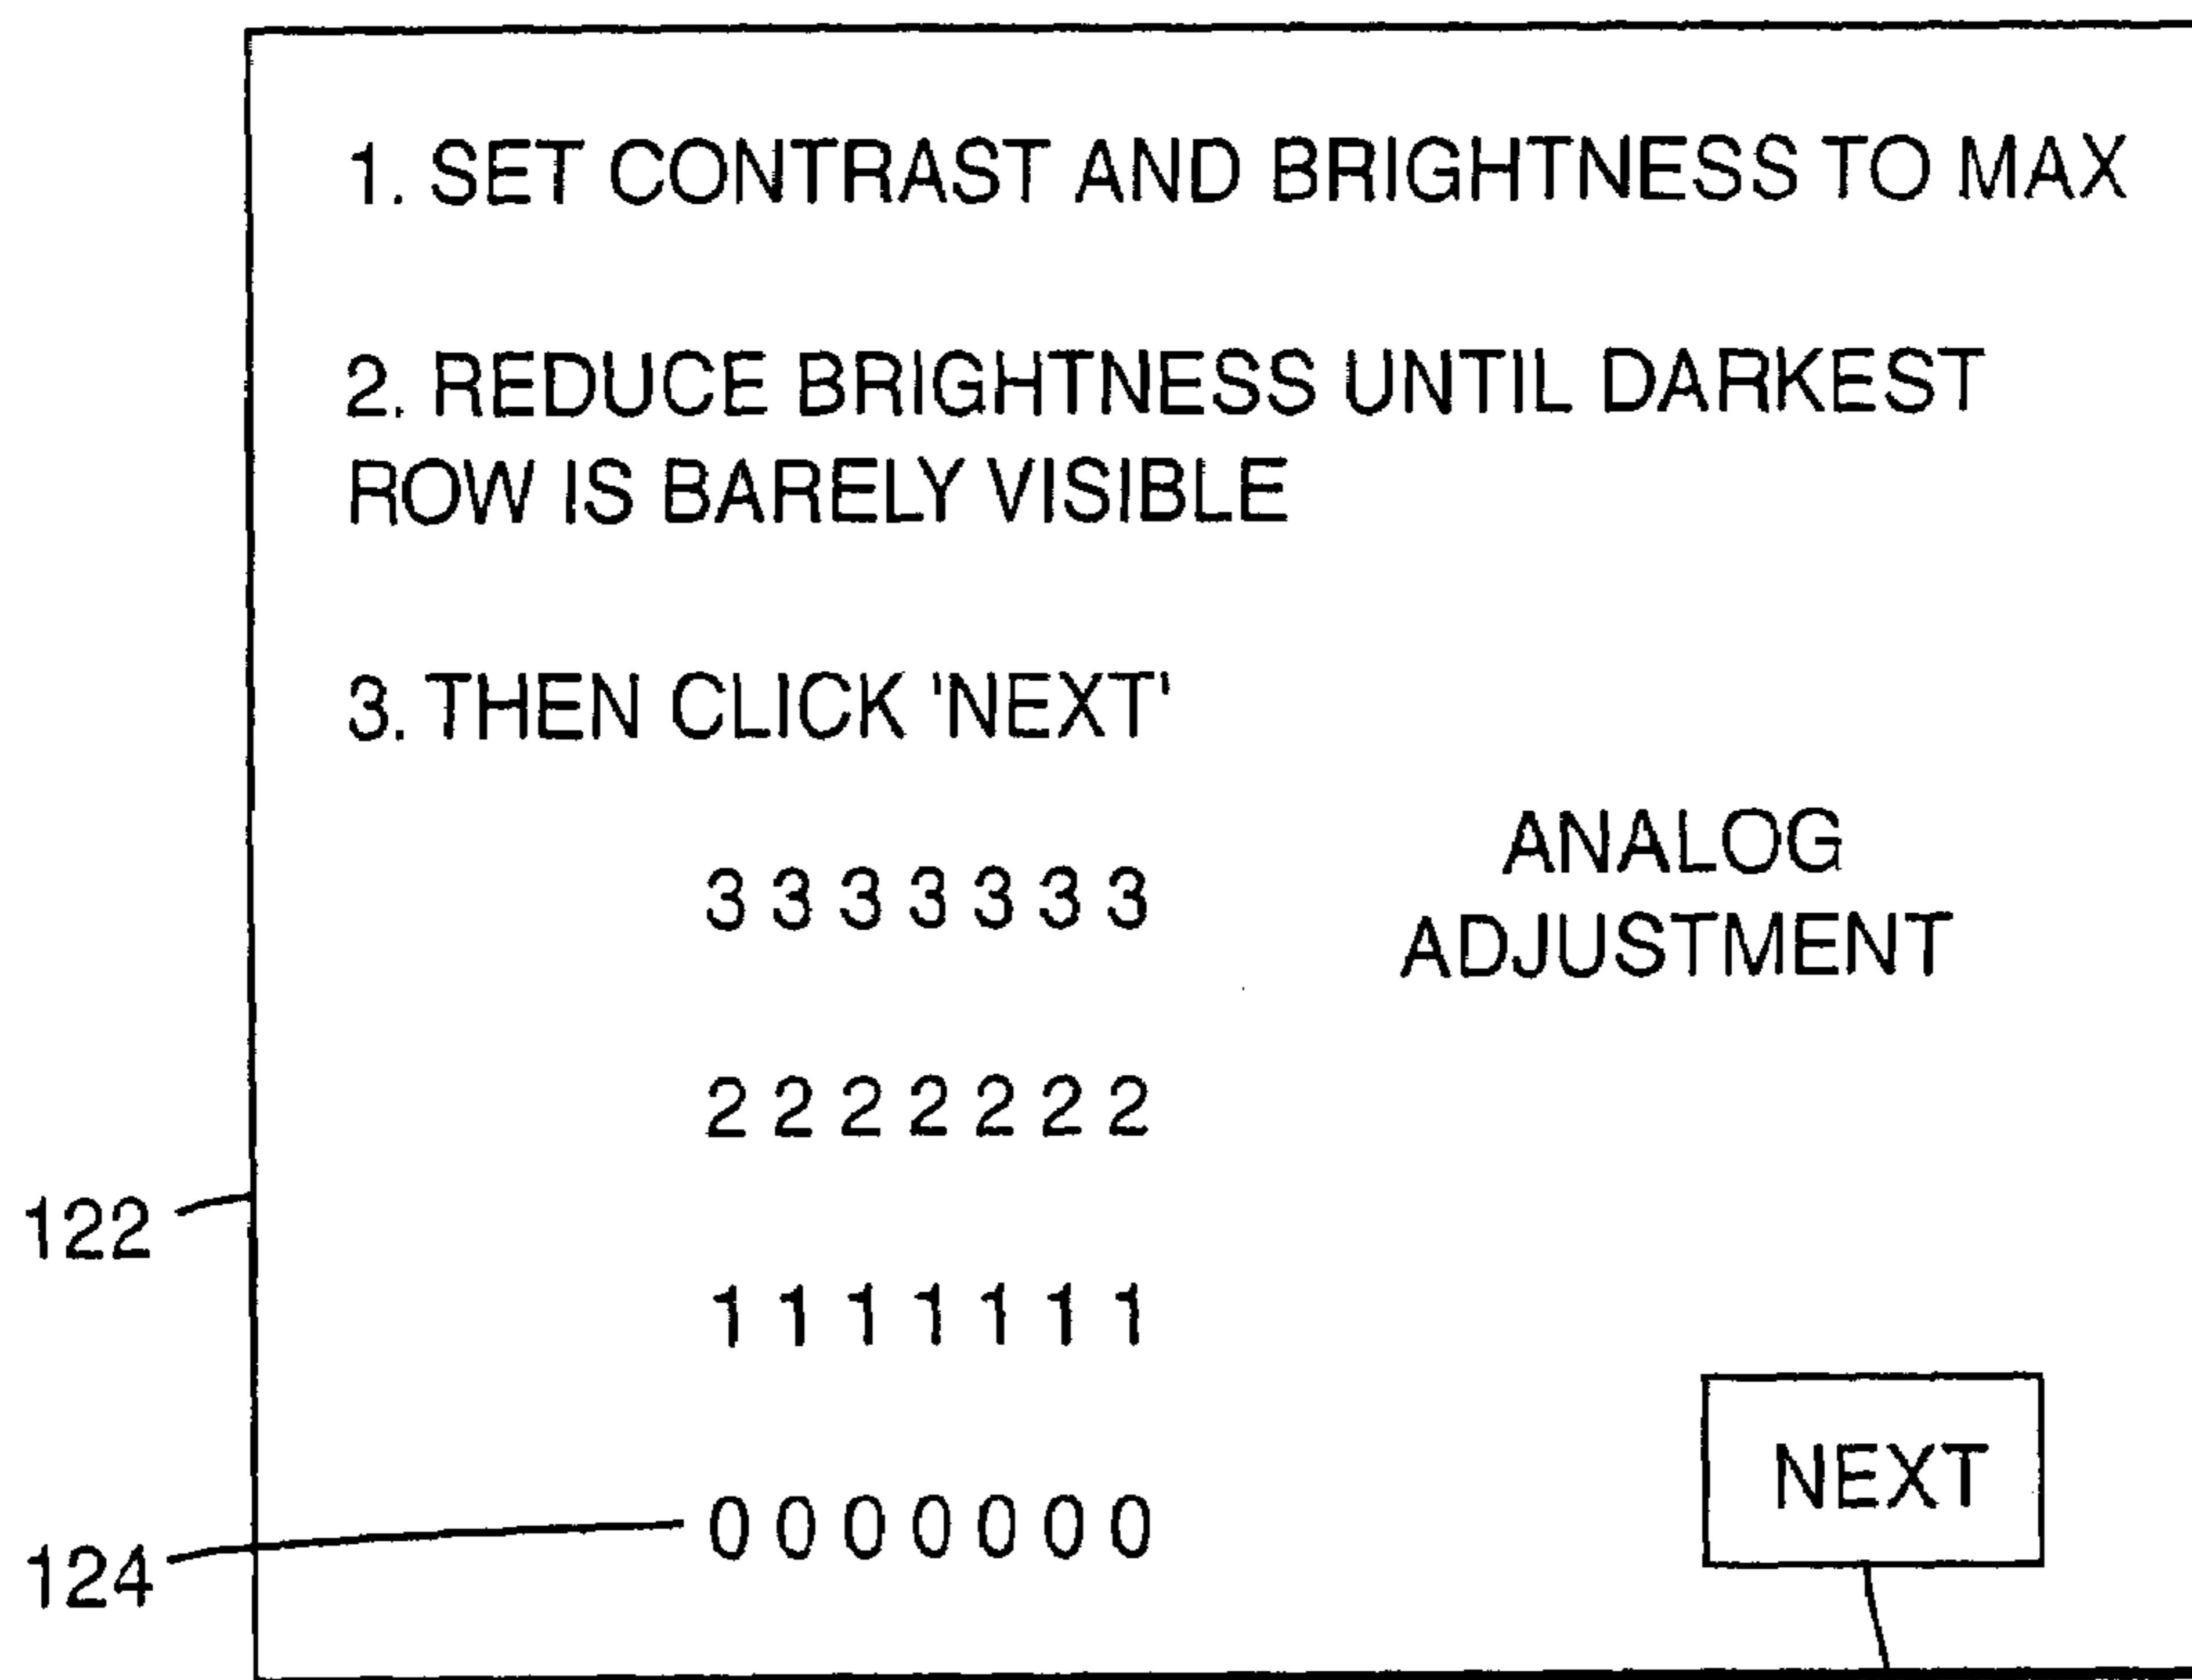 1. SET CONTRAST AND BRIGHTNESS TO MAX
2. REDUCE BRIGHTNESS UNTIL DARKEST
ROW IS BARELY VISIBLE
3. THEN CLICK 'NEXT'
ANALOG
ADJUSTMENT
3 3 3 3 3 3 3
2 2 2 2 2 2 2
122
1 1 1 1 1 1 1
NEXT
0 0 0 0 0 0 0
124